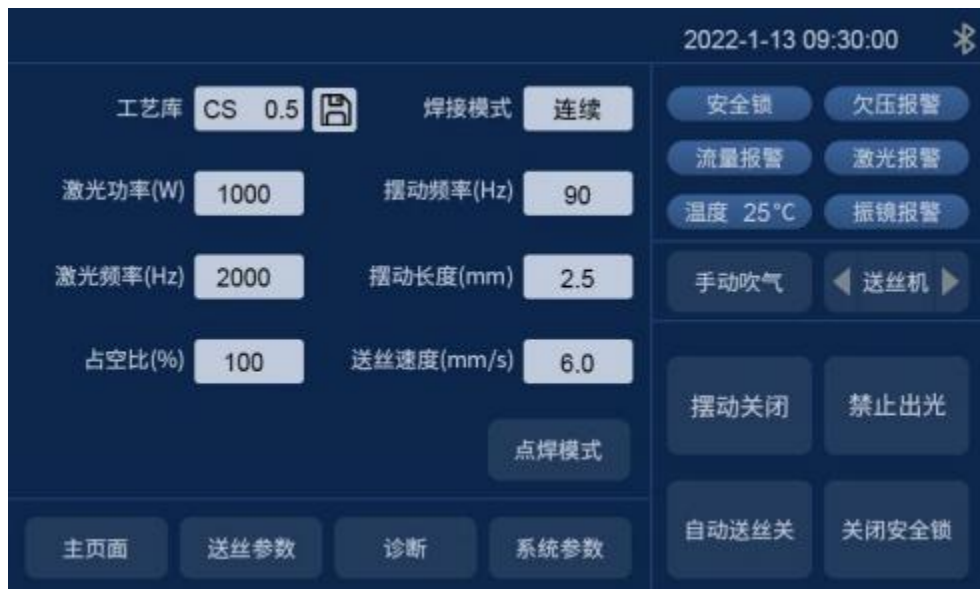 2022-1-13 09:30:00
工艺库 CS 0.5 焊接模式 连续
激光功率(W) 1000 摆动频率(Hz) 90
激光频率(Hz) 2000 摆动长度(mm) 2.5
占空比(%) 100 送丝速度(mm/s) 6.0
点焊模式
主页面 送丝参数 诊断 系统参数
安全锁 欠压报警
流量报警 激光报警
温度 25°C 振镜报警
手动吹气 送丝机
摆动关闭 禁止出光
自动送丝关 关闭安全锁